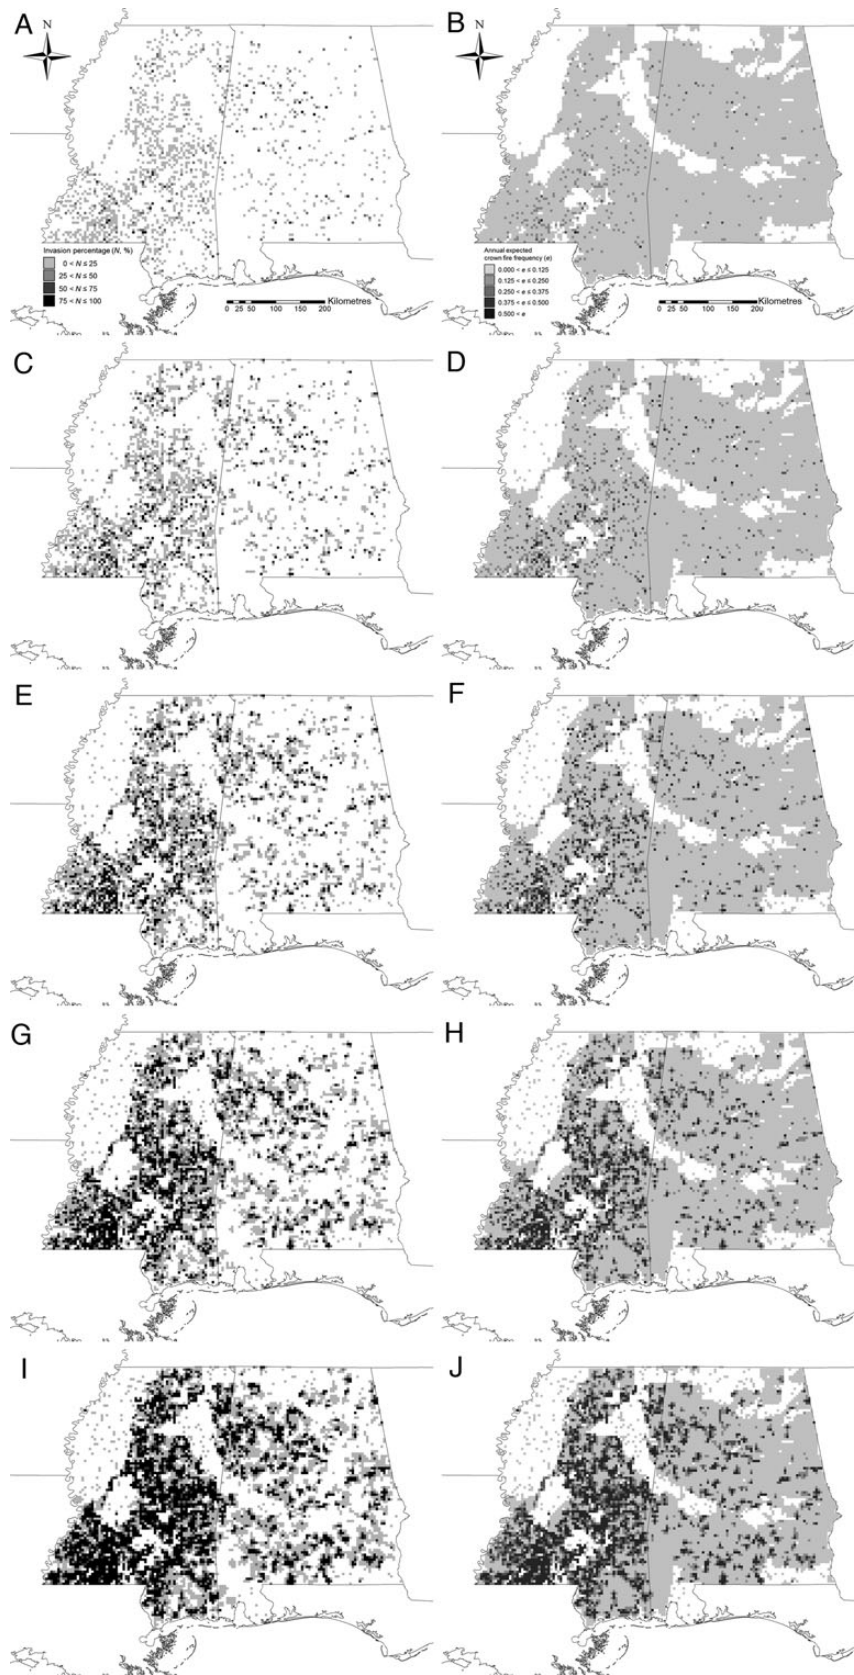 A
N
Invasion percentage (N, %)
0 < N ≤ 25
25 < N ≤ 50
50 < N ≤ 75
75 < N ≤ 100
Kilometres
0 25 50 100 150 200
B
N
Annual expected
crown fire frequency (e)
0.000 < e ≤ 0.125
0.125 < e ≤ 0.250
0.250 < e ≤ 0.375
0.375 < e ≤ 0.500
0.500 < e
Kilometres
0 25 50 100 150 200
C
D
E
F
G
H
I
J